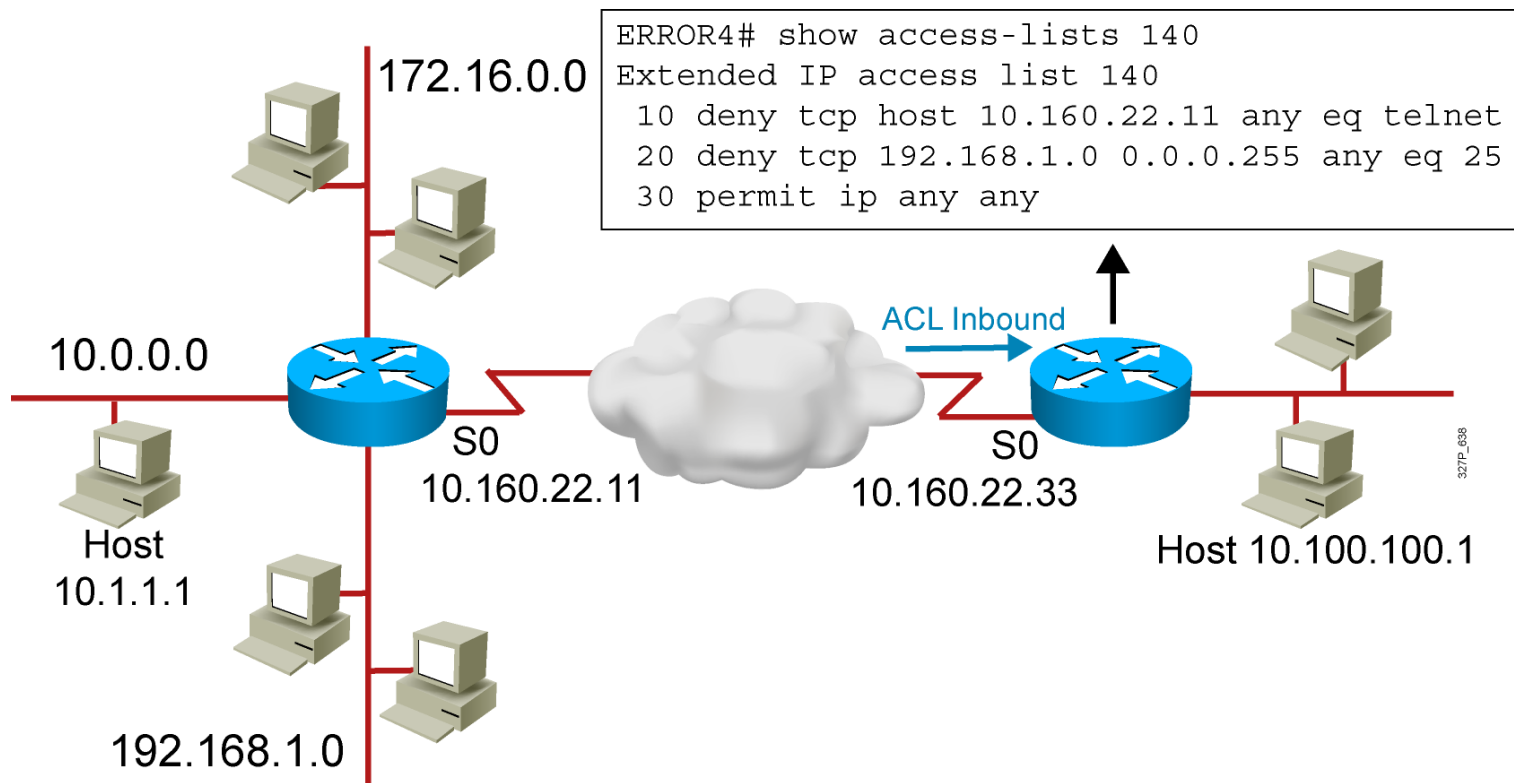 ERROR4# show access-lists 140
Extended IP access list 140
10 deny tcp host 10.160.22.11 any eq telnet
20 deny tcp 192.168.1.0 0.0.0.255 any eq 25
30 permit ip any any
172.16.0.0
ACL Inbound
10.0.0.0
S0
10.160.22.11
S0
10.160.22.33
327P_638
Host
10.1.1.1
Host 10.100.100.1
192.168.1.0